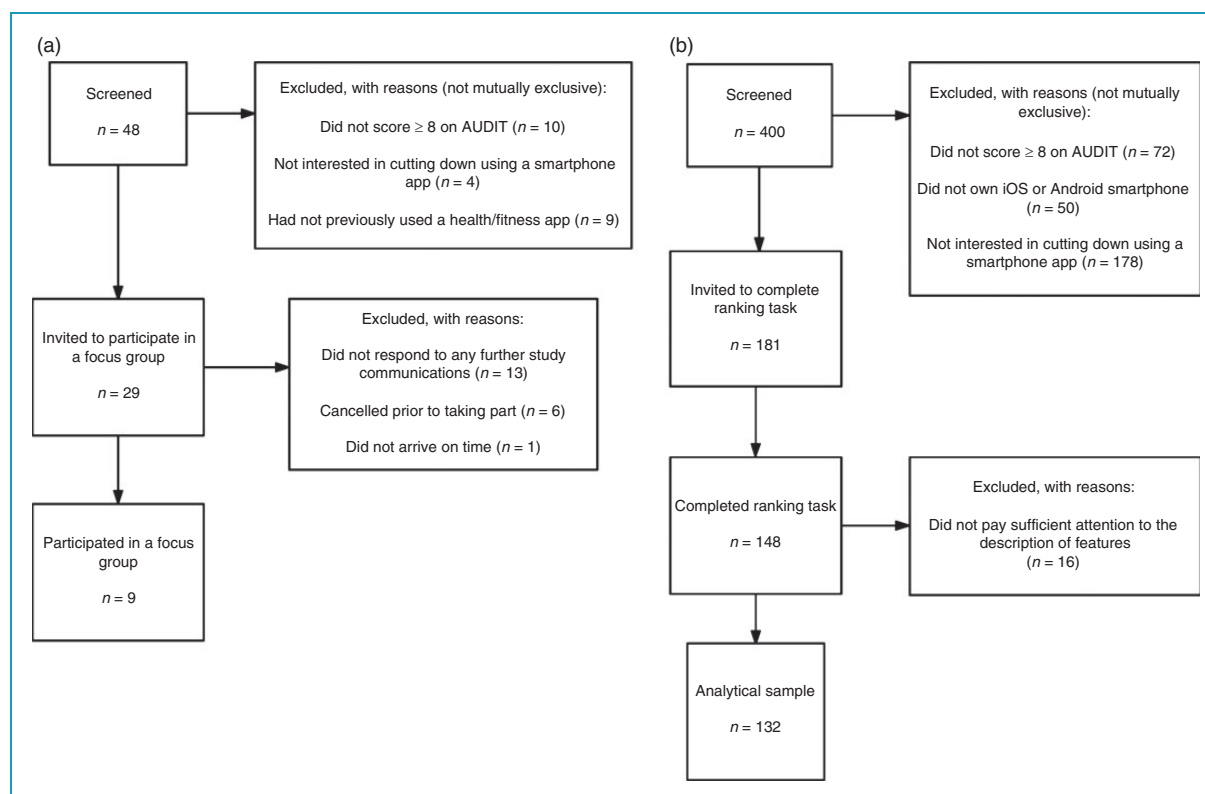 (a)
Screened
n = 48
Excluded, with reasons (not mutually exclusive):
Did not score ≥ 8 on AUDIT (n = 10)
Not interested in cutting down using a smartphone
app (n = 4)
Had not previously used a health/fitness app (n = 9)
Invited to participate in
a focus group
n = 29
Excluded, with reasons:
Did not respond to any further study
communications (n = 13)
Cancelled prior to taking part (n = 6)
Did not arrive on time (n = 1)
Participated in a focus
group
n = 9
(b)
Screened
n = 400
Excluded, with reasons (not mutually
exclusive):
Did not score ≥ 8 on AUDIT (n = 72)
Did not own iOS or Android smartphone
(n = 50)
Not interested in cutting down using a
smartphone app (n = 178)
Invited to complete
ranking task
n = 181
Completed ranking task
n = 148
Excluded, with reasons:
Did not pay sufficient attention to the
description of features
(n = 16)
Analytical sample
n = 132